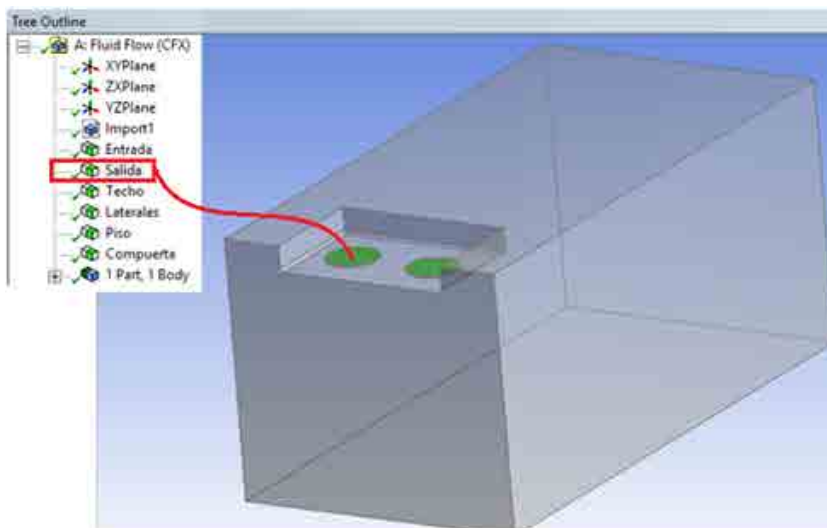 Tree Outline
A: Fluid Flow (CFX)
XYPlane
ZXPlane
YZPlane
Import1
Entrada
Salida
Techo
Laterales
Piso
Compuerta
1 Part, 1 Body